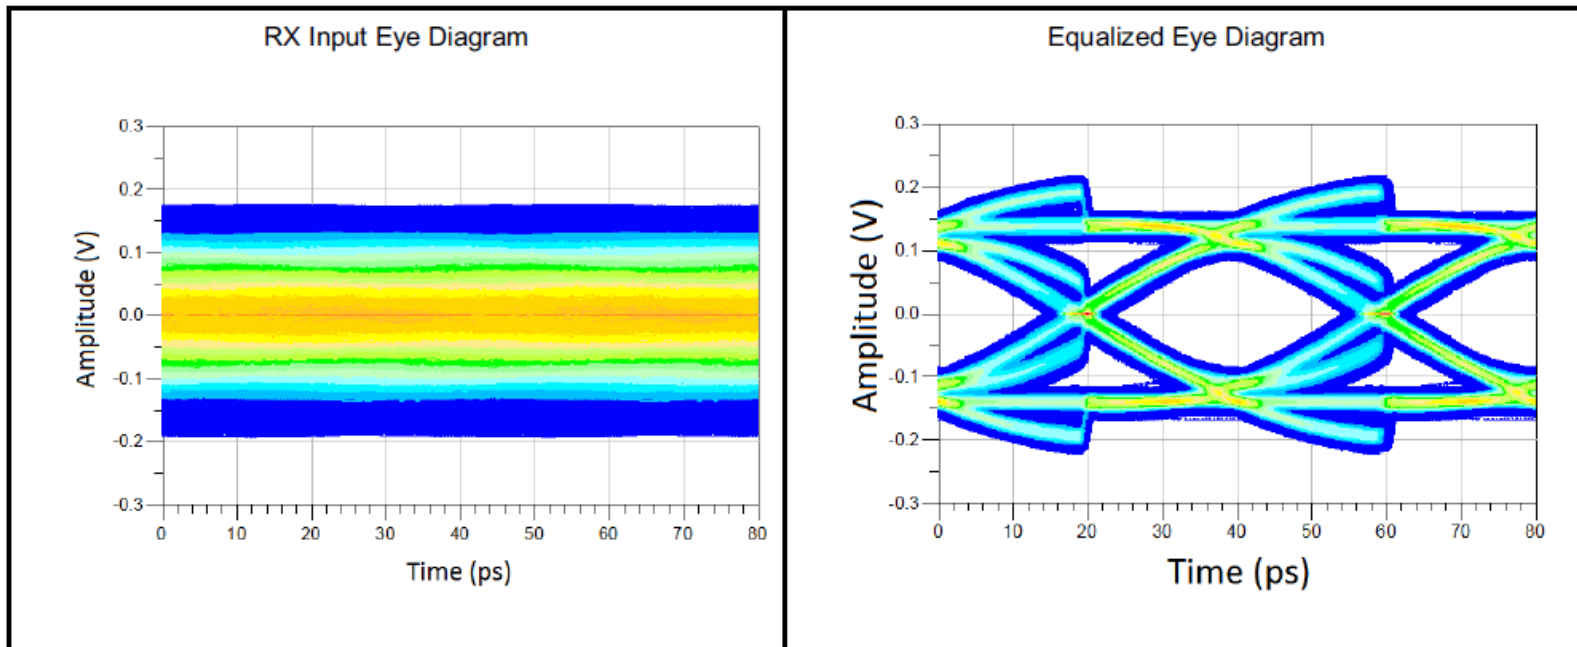 RX Input Eye Diagram
0.3
0.2
0.1
0.0
-0.1
-0.2
-0.3
Amplitude (V)
0 10 20 30 40 50 60 70 80
Time (ps)
Equalized Eye Diagram
0.3
0.2
0.1
0.0
-0.1
-0.2
-0.3
Amplitude (V)
0 10 20 30 40 50 60 70 80
Time (ps)